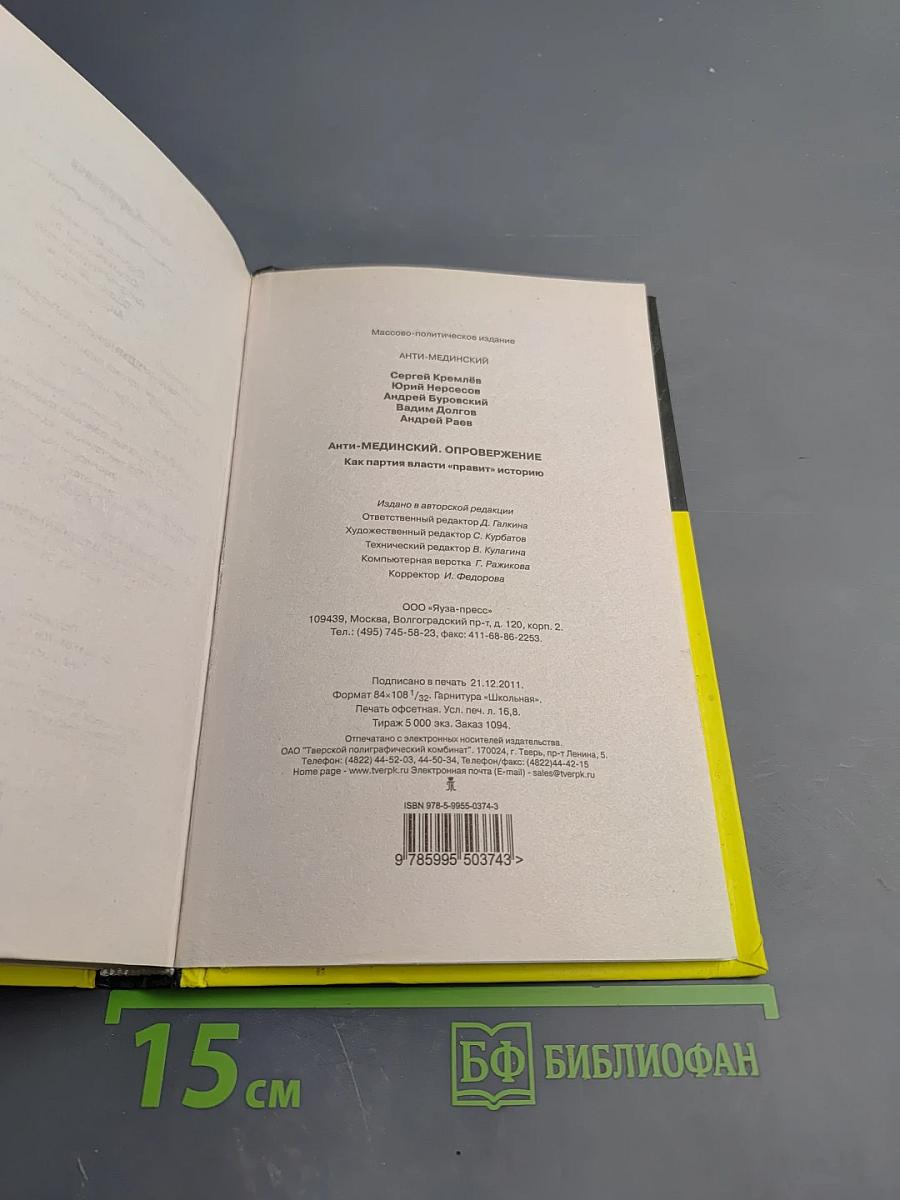 Массово-политическое издание
АНТИ-МЕДИНСКИЙ
Сергей Кремлёв
Юрий Нерсесов
Андрей Буровский
Вадим Долгов
Андрей Раев
Анти-МЕДИНСКИЙ. ОПРОВЕРЖЕНИЕ
Как партия власти «правит» историю
Издано в авторской редакции
Ответственный редактор Д. Галкина
Художественный редактор С. Курбатов
Технический редактор В. Кулагина
Компьютерная верстка Г. Ражикова
Корректор И. Федорова
ООО «Яуза-пресс»
109439, Москва, Волгоградский пр-т, д. 120, корп. 2.
Тел.: (495) 745-58-23, факс: 411-68-86-2253.
Подписано в печать 21.12.2011.
Формат 84×108 1/32. Гарнитура «Школьная».
Печать офсетная. Усл. печ. л. 16,8.
Тираж 5 000 экз. Заказ 1094.
Отпечатано с электронных носителей издательства.
ОАО "Тверской полиграфический комбинат". 170024, г. Тверь, пр-т Ленина, 5.
Телефон: (4822) 44-52-03, 44-50-34, Телефон/факс: (4822)44-42-15
Home page - www.tverpk.ru Электронная почта (E-mail) - sales@tverpk.ru
ISBN 978-5-9955-0374-3
9 785995 503743 >
15 см
БФ БИБЛИОФАН